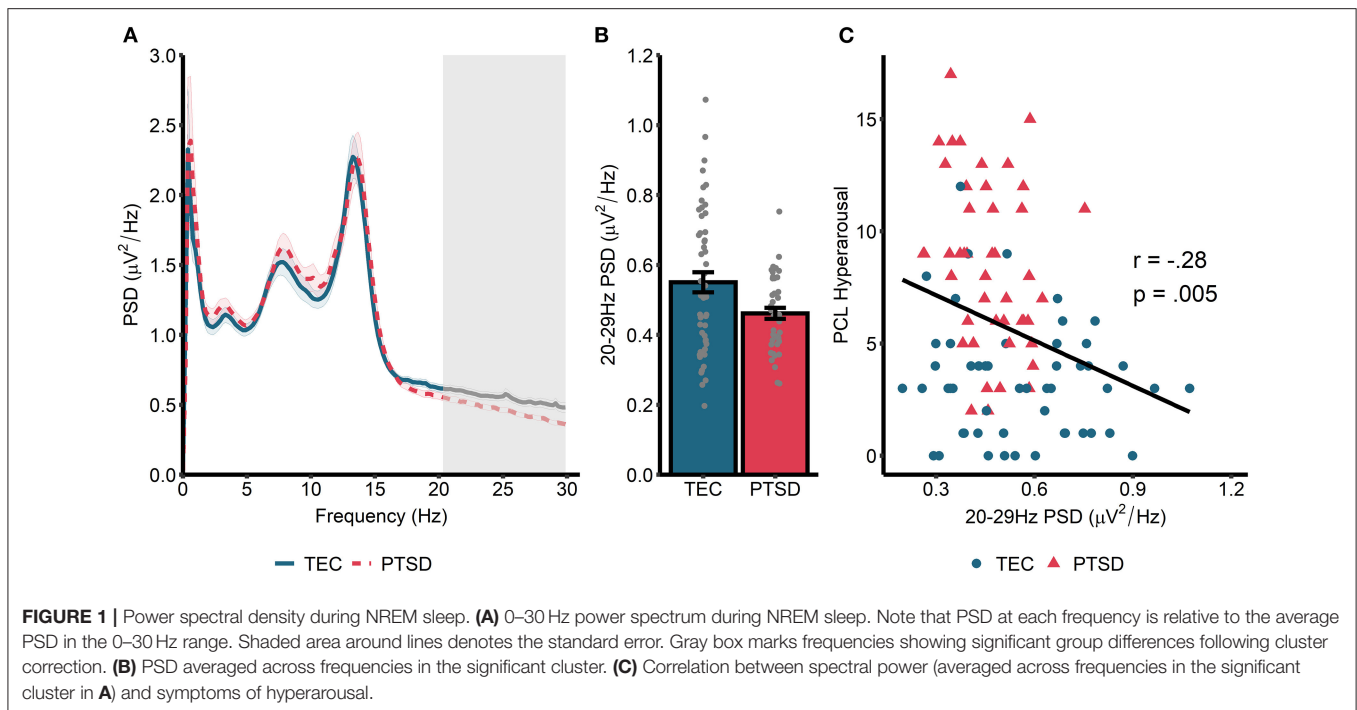 A
B
C
3.0
2.5
2.0
1.5
1.0
0.5
0.0
PSD (μV²/Hz)
0 5 10 15 20 25 30
Frequency (Hz)
TEC PTSD
1.2
1.0
0.8
0.6
0.4
0.2
0.0
20-29Hz PSD (μV²/Hz)
TEC PTSD
15
10
5
0
PCL Hyperarousal
r = -.28
p = .005
0.3 0.6 0.9 1.2
20-29Hz PSD (μV²/Hz)
TEC PTSD
FIGURE 1 | Power spectral density during NREM sleep. (A) 0–30 Hz power spectrum during NREM sleep. Note that PSD at each frequency is relative to the average
PSD in the 0–30 Hz range. Shaded area around lines denotes the standard error. Gray box marks frequencies showing significant group differences following cluster
correction. (B) PSD averaged across frequencies in the significant cluster. (C) Correlation between spectral power (averaged across frequencies in the significant
cluster in A) and symptoms of hyperarousal.